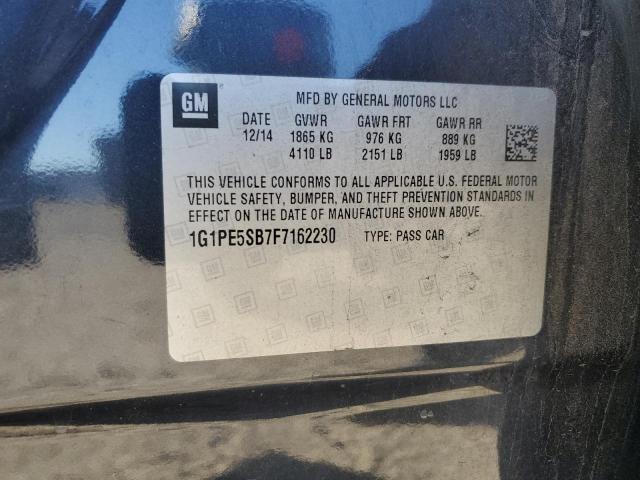 GM
MFD BY GENERAL MOTORS LLC
DATE GVWR GAWR FRT GAWR RR
12/14 1865 KG 976 KG 889 KG
4110 LB 2151 LB 1959 LB
THIS VEHICLE CONFORMS TO ALL APPLICABLE U.S. FEDERAL MOTOR
VEHICLE SAFETY, BUMPER, AND THEFT PREVENTION STANDARDS IN
EFFECT ON THE DATE OF MANUFACTURE SHOWN ABOVE.
1G1PE5SB7F7162230 TYPE: PASS CAR